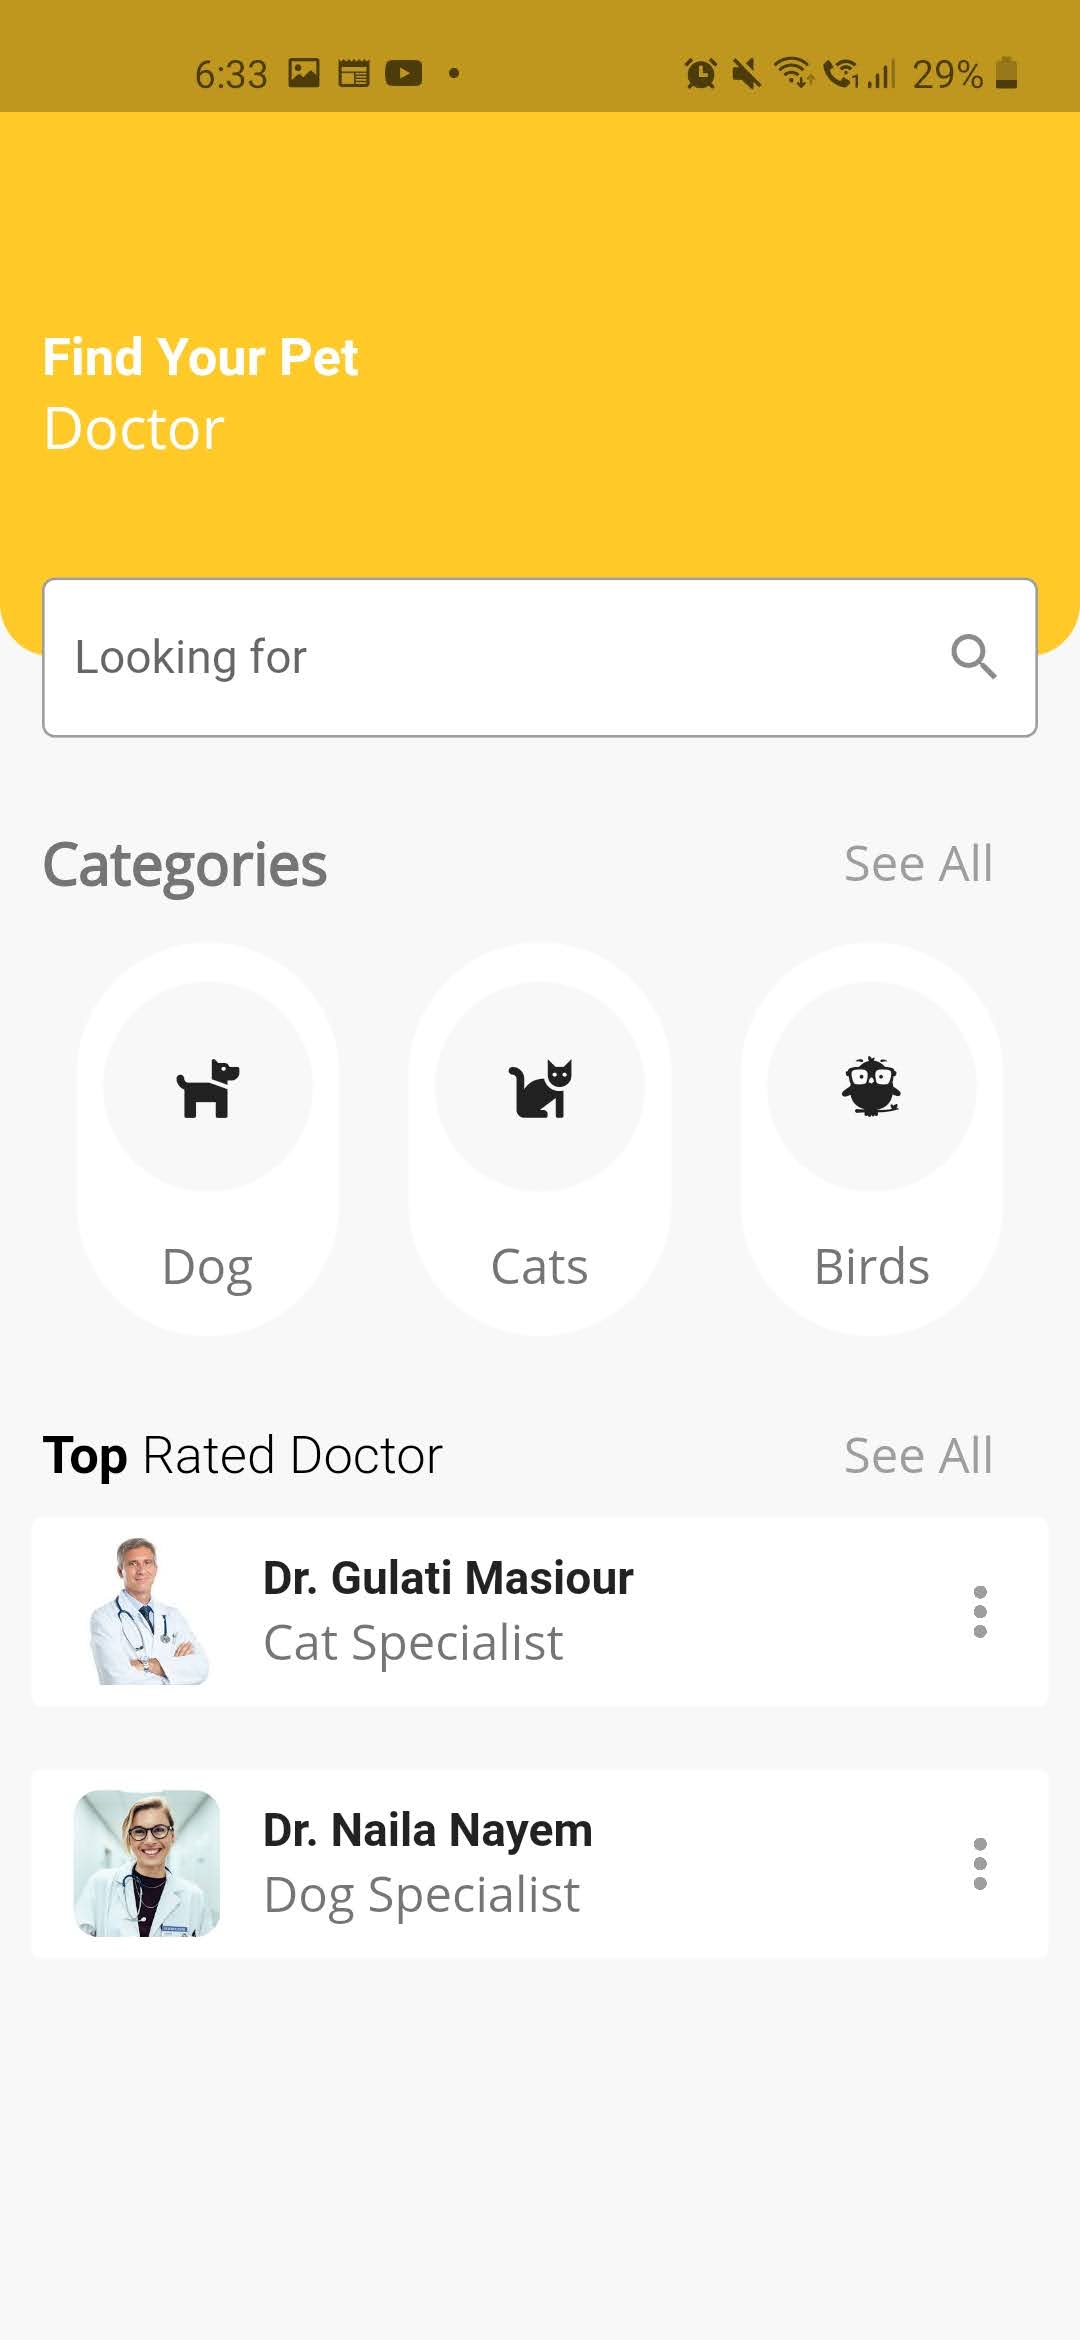 6:33 29%
Find Your Pet
Doctor
Looking for
Categories See All
Dog Cats Birds
Top Rated Doctor See All
Dr. Gulati Masiour
Cat Specialist
Dr. Naila Nayem
Dog Specialist